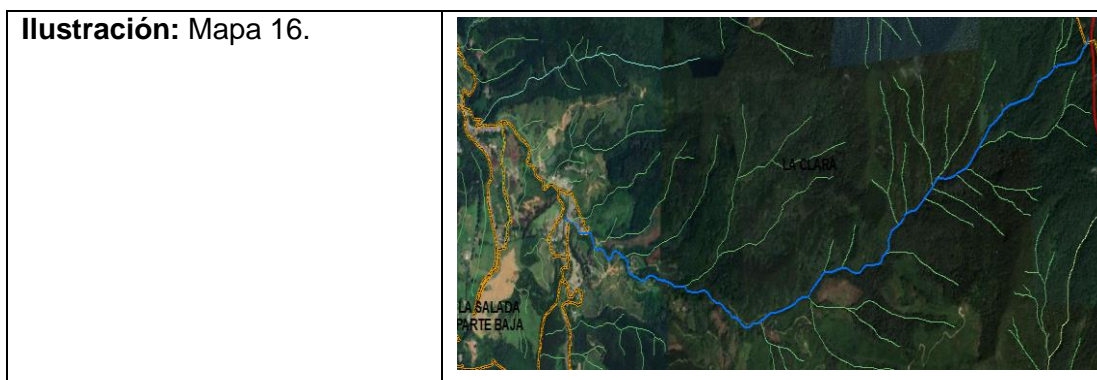 Ilustración: Mapa 16.
LA CLARA
LA SALADA
PARTE BAJA